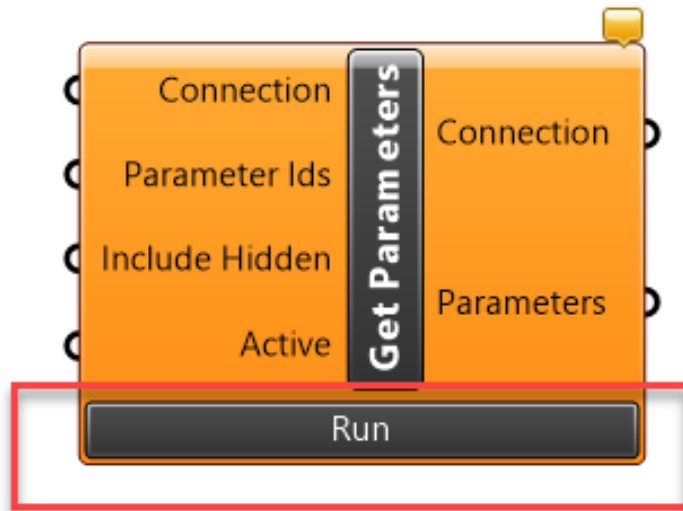 Connection
Parameter Ids
Include Hidden
Active
Get Parameters
Connection
Parameters
Run